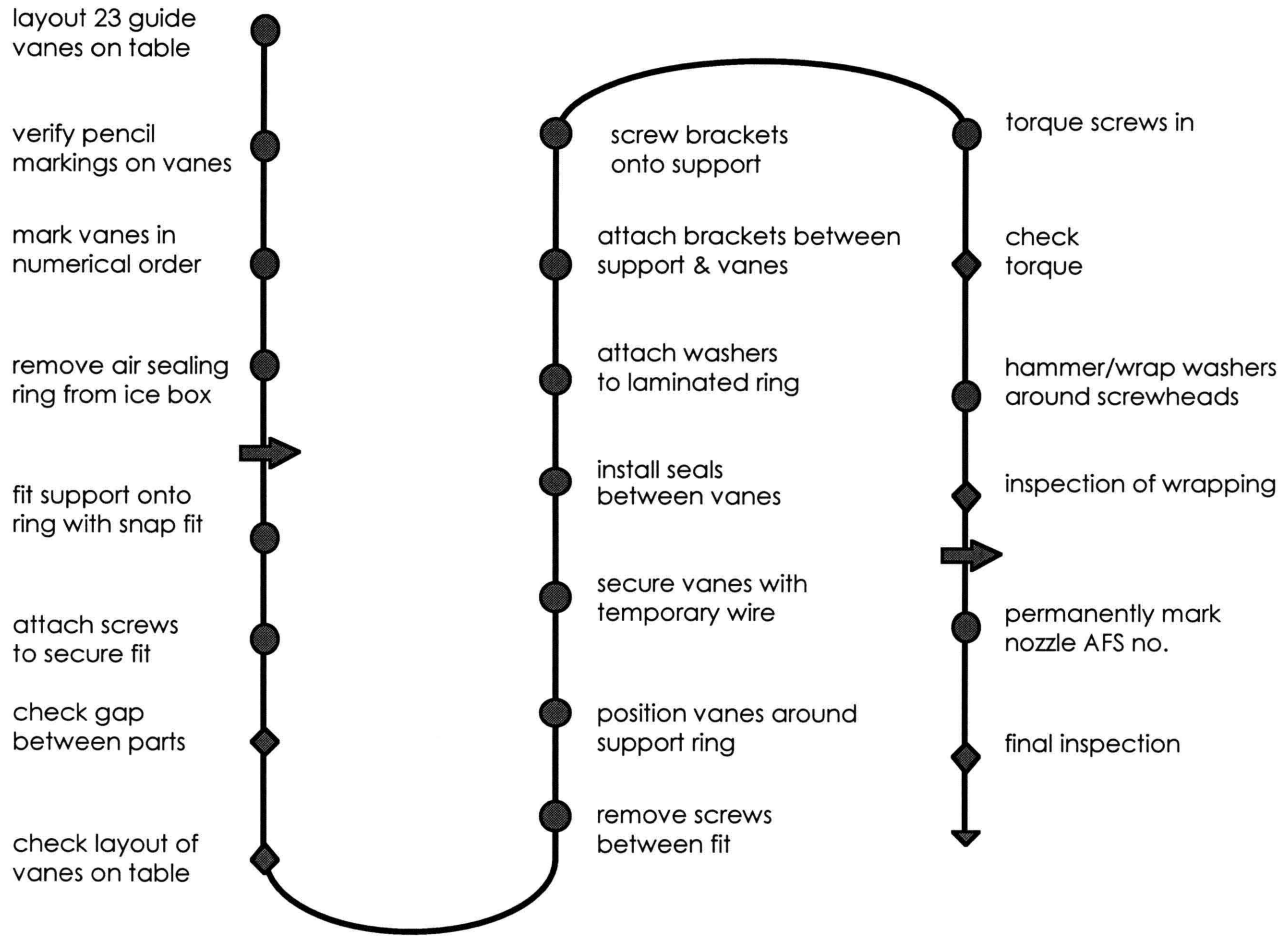 layout 23 guide
vanes on table
verify pencil
markings on vanes
mark vanes in
numerical order
remove air sealing
ring from ice box
fit support onto
ring with snap fit
attach screws
to secure fit
check gap
between parts
check layout of
vanes on table
screw brackets
onto support
attach brackets between
support & vanes
attach washers
to laminated ring
install seals
between vanes
secure vanes with
temporary wire
position vanes around
support ring
remove screws
between fit
torque screws in
check
torque
hammer/wrap washers
around screwheads
inspection of wrapping
permanently mark
nozzle AFS no.
final inspection